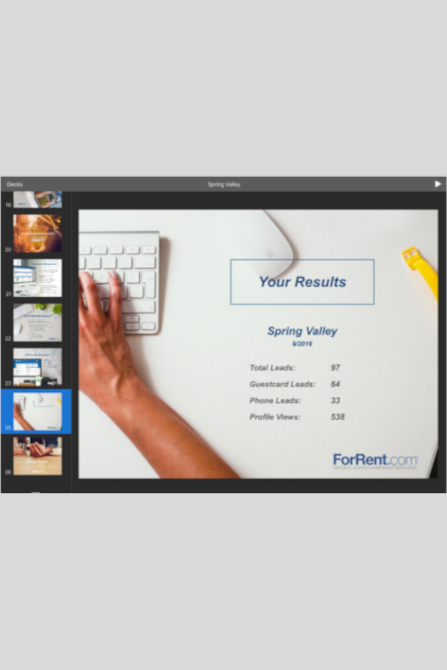 Decks
Spring Valley
19
20
21
22
23
25
26
Your Results
Spring Valley
9/2016
Total Leads: 97
Guestcard Leads: 64
Phone Leads: 33
Profile Views: 538
ForRent.com